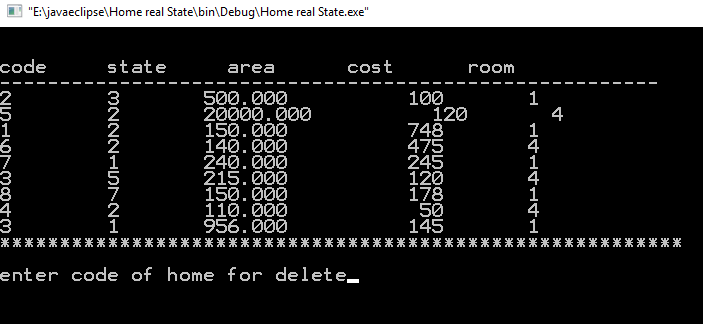 "E:\javaeclipse\Home real State\bin\Debug\Home real State.exe"
code state area cost room
-------------------------------------------------------
2 3 500.000 100 1
5 2 20000.000 120 4
1 2 150.000 748 1
6 2 140.000 475 4
7 1 240.000 245 1
3 5 215.000 120 4
8 7 150.000 178 1
4 2 110.000 50 4
3 1 956.000 145 1
*********************************************************
enter code of home for delete